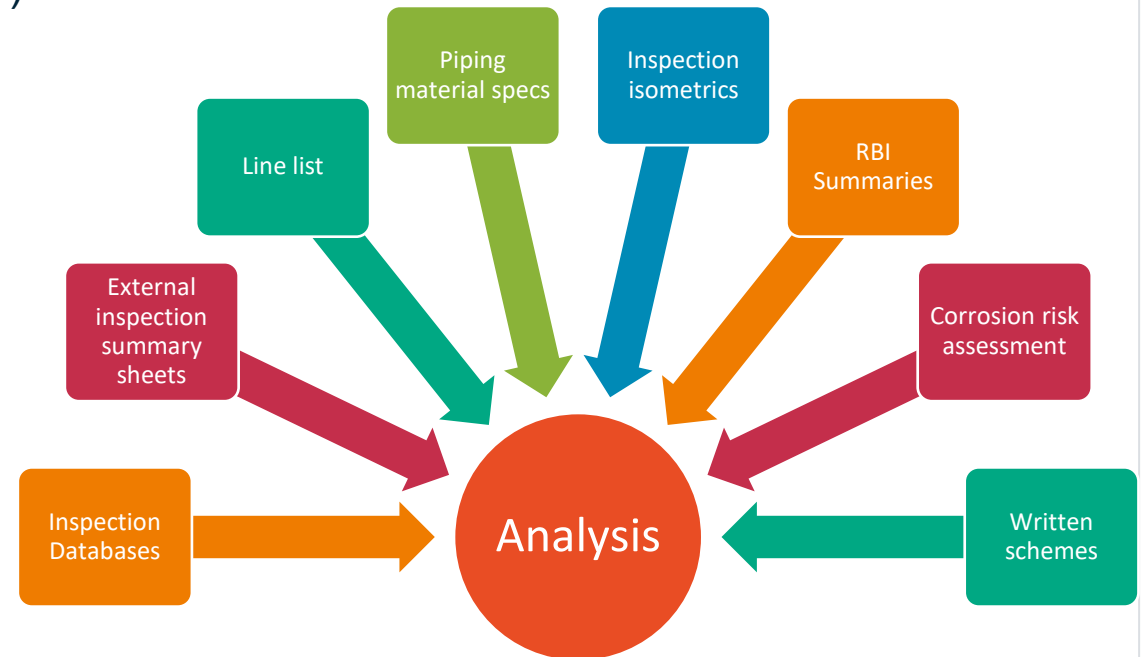 )
Piping
material specs
Inspection
isometrics
Line list
RBI
Summaries
External
inspection
summary
sheets
Corrosion risk
assessment
Inspection
Databases
Analysis
Written
schemes